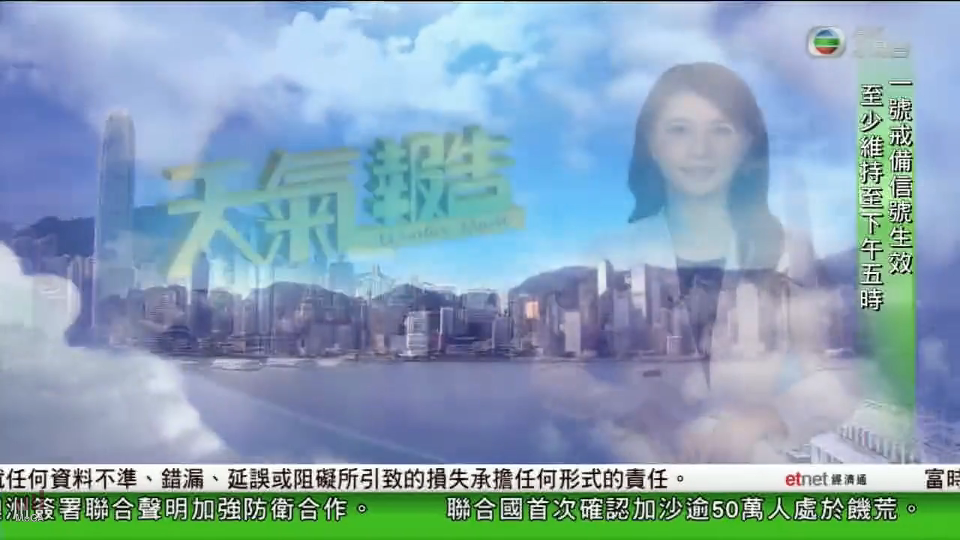 一號戒備信號生效
至少維持至下午五時
天氣報告
任何資料不準、錯漏、延誤或阻礙所引致的損失承擔任何形式的責任。
etnet 經濟通
富時
洲簽署聯合聲明加強防衛合作。
聯合國首次確認加沙逾50萬人處於饑荒。